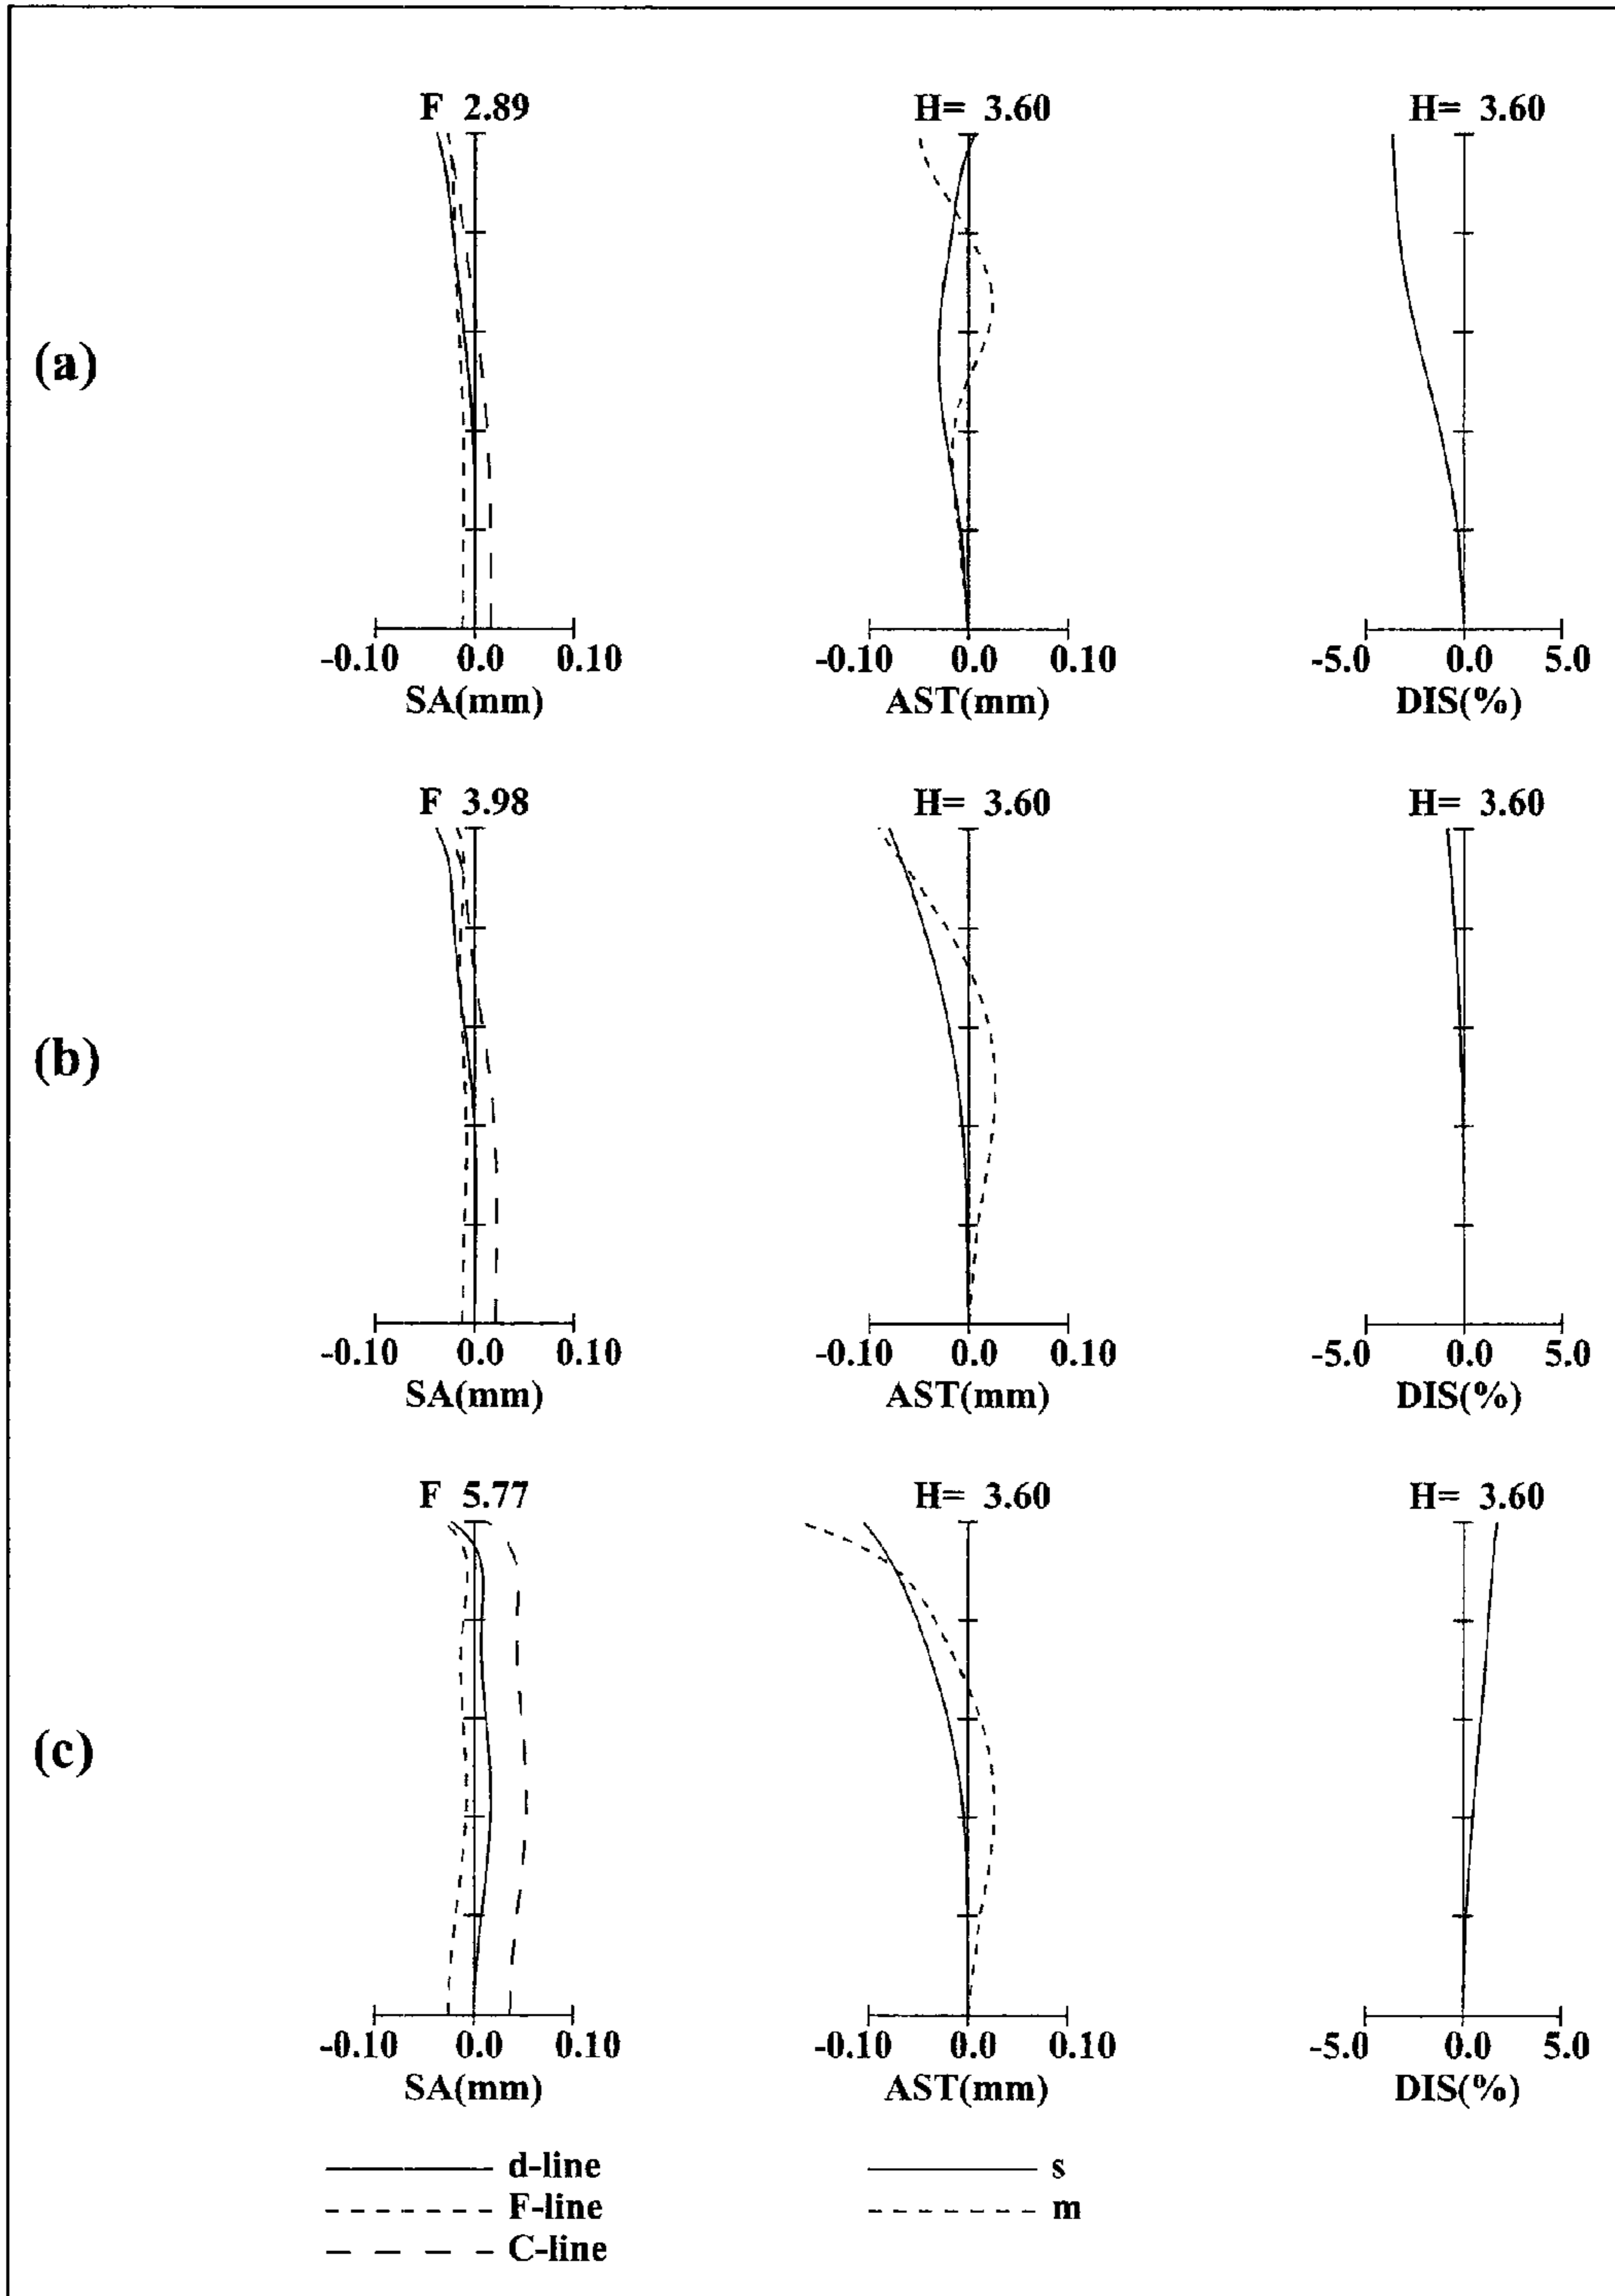 F 2.89 H= 3.60 H= 3.60
(a)
-0.10 0.0 0.10 -0.10 0.0 0.10 -5.0 0.0 5.0
SA(mm) AST(mm) DIS(%)
F 3.98 H= 3.60 H= 3.60
(b)
-0.10 0.0 0.10 -0.10 0.0 0.10 -5.0 0.0 5.0
SA(mm) AST(mm) DIS(%)
F 5.77 H= 3.60 H= 3.60
(c)
-0.10 0.0 0.10 -0.10 0.0 0.10 -5.0 0.0 5.0
SA(mm) AST(mm) DIS(%)
d-line s
F-line m
C-line